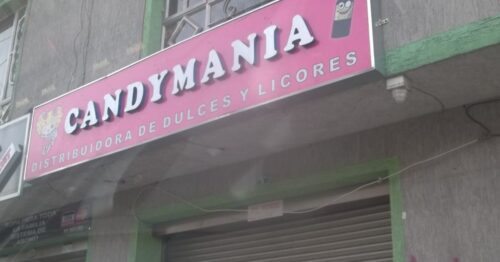 CANDYMANIA
DISTRIBUIDORA DE DULCES Y LICORES